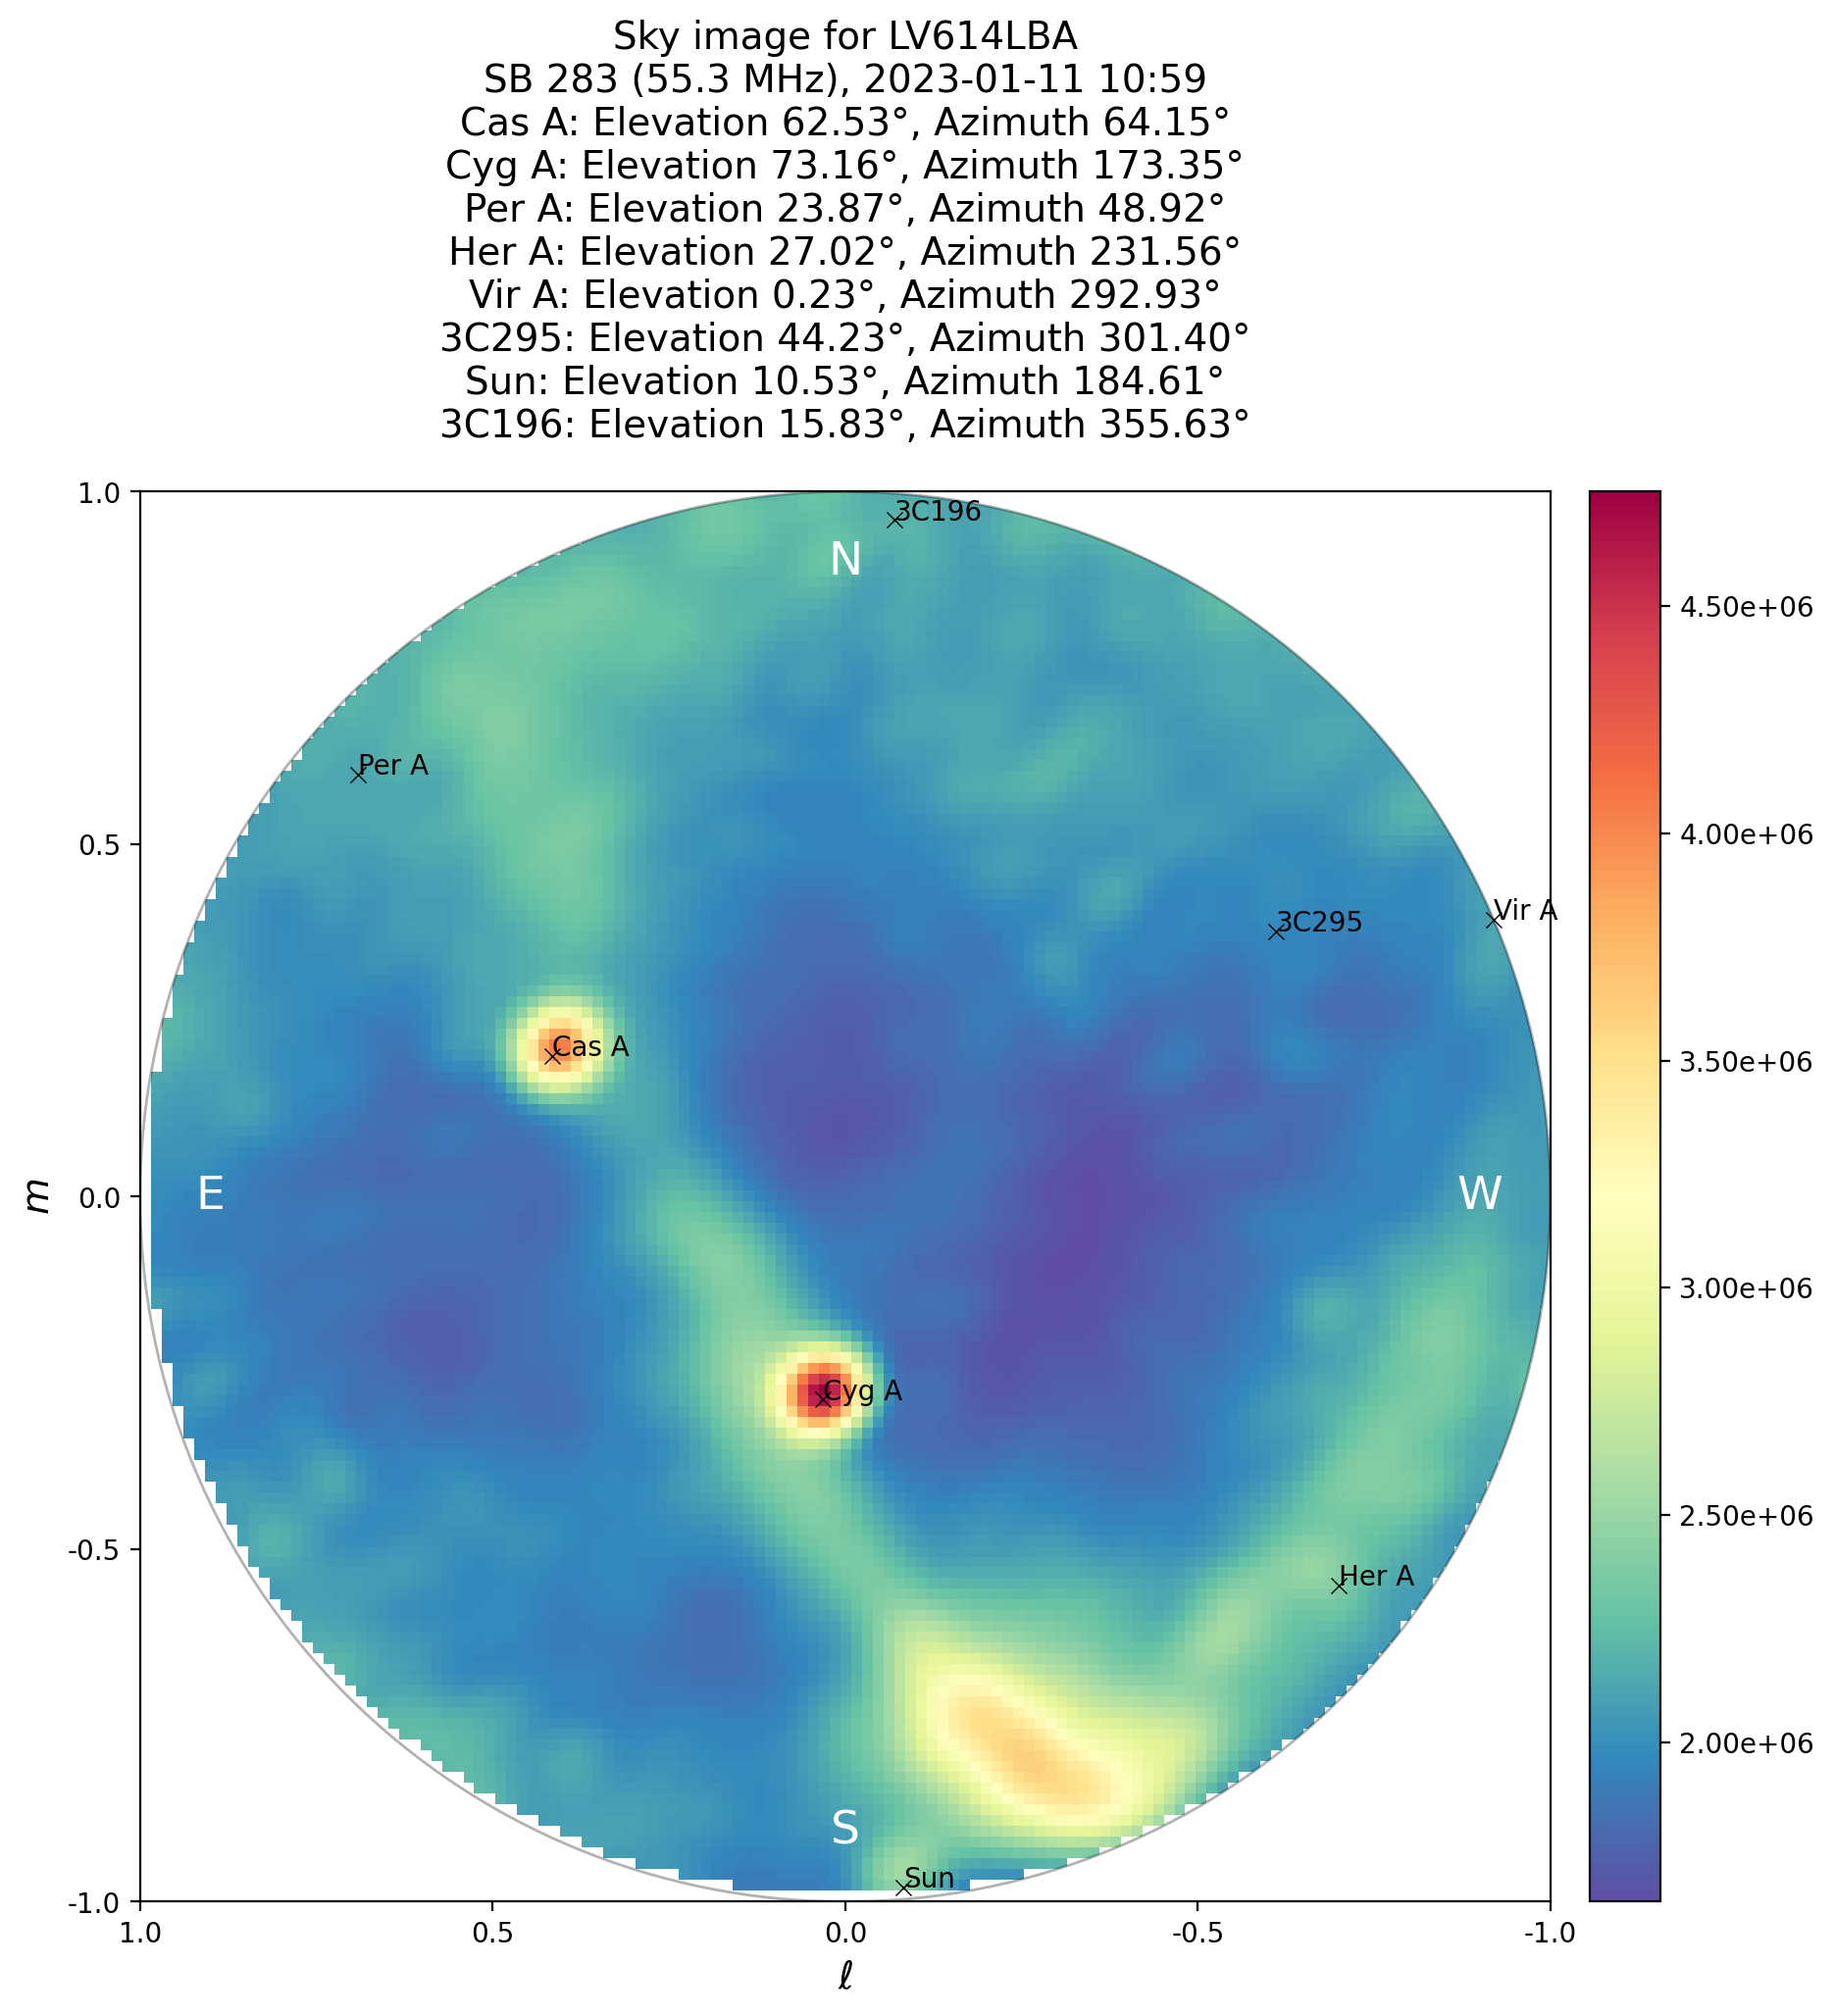 Sky image for LV614LBA
SB 283 (55.3 MHz), 2023-01-11 10:59
Cas A: Elevation 62.53°, Azimuth 64.15°
Cyg A: Elevation 73.16°, Azimuth 173.35°
Per A: Elevation 23.87°, Azimuth 48.92°
Her A: Elevation 27.02°, Azimuth 231.56°
Vir A: Elevation 0.23°, Azimuth 292.93°
3C295: Elevation 44.23°, Azimuth 301.40°
Sun: Elevation 10.53°, Azimuth 184.61°
3C196: Elevation 15.83°, Azimuth 355.63°
1.0
0.5
0.0
-0.5
-1.0
m
3C196
N
Per A
Vir A
3C295
Cas A
E
W
Cyg A
Her A
S
Sun
1.0
0.5
0.0
-0.5
-1.0
ℓ
4.50e+06
4.00e+06
3.50e+06
3.00e+06
2.50e+06
2.00e+06